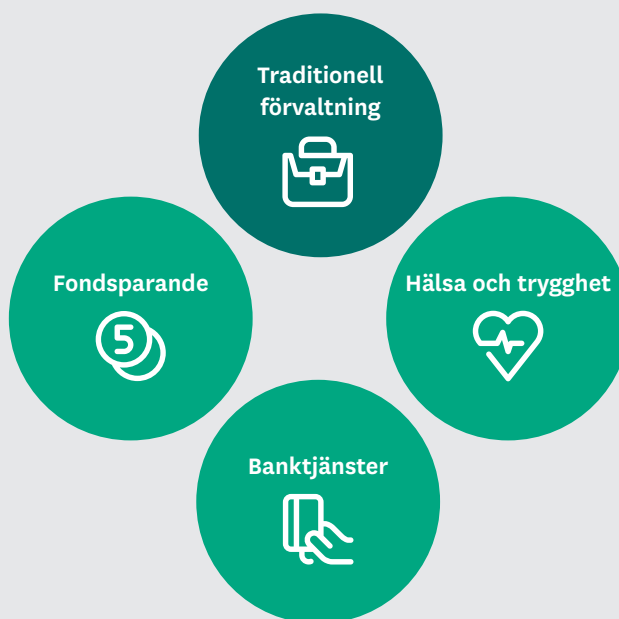 Traditionell
förvaltning
Fondsparande
5
Hälsa och trygghet
Banktjänster